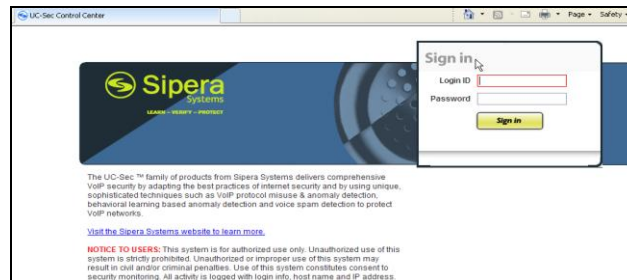 UC-Sec Control Center
Page
Safety
Sign in
Login ID
Password
Sign in
Sipera
Systems
LEARN – VERIFY – PROTECT
The UC-Sec ™ family of products from Sipera Systems delivers comprehensive
VoIP security by adapting the best practices of internet security and by using unique,
sophisticated techniques such as VoIP protocol misuse & anomaly detection,
behavioral learning based anomaly detection and voice spam detection to protect
VoIP networks.
Visit the Sipera Systems website to learn more.
NOTICE TO USERS: This system is for authorized use only. Unauthorized use of this
system is strictly prohibited. Unauthorized or improper use of this system may
result in civil and/or criminal penalties. Use of this system constitutes consent to
security monitoring. All activity is logged with login info, host name and IP address.